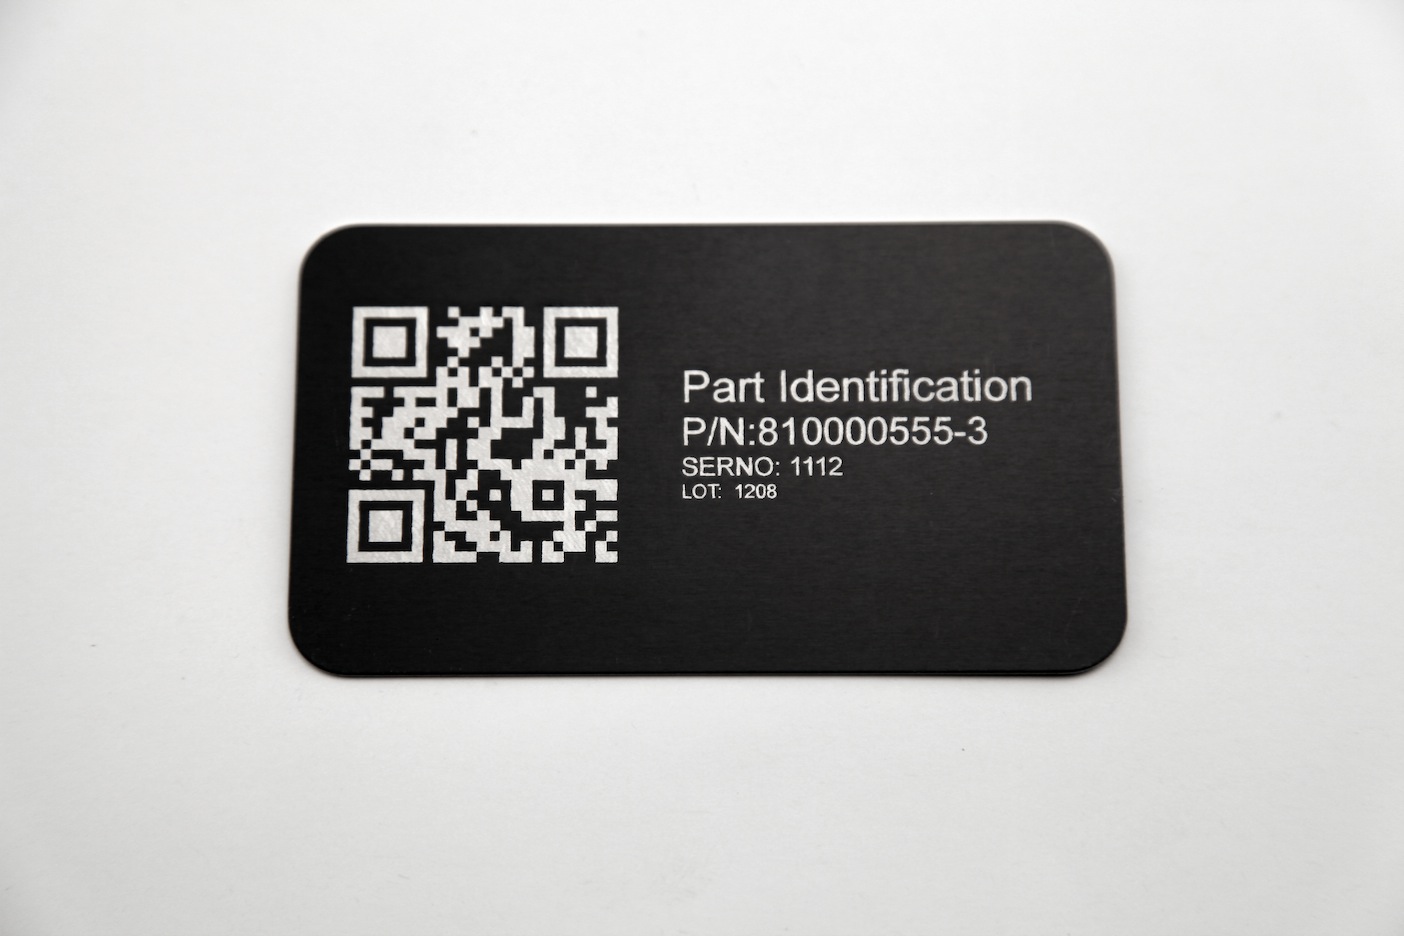 Part Identification
P/N:810000555-3
SERNO: 1112
LOT: 1208